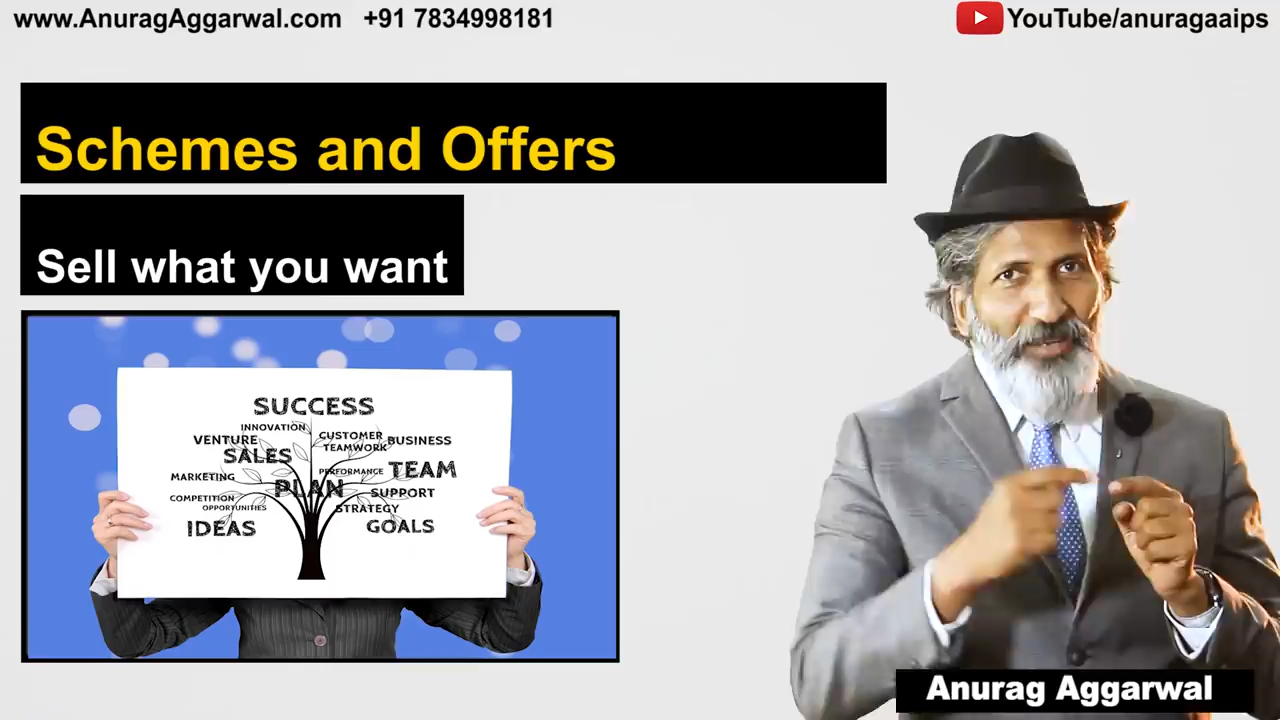 www.AnuragAggarwal.com +91 7834998181
YouTube/anuragaaips
Schemes and Offers
Sell what you want
SUCCESS
INNOVATION
VENTURE
CUSTOMER
TEAMWORK
BUSINESS
SALES
MARKETING
PERFORMANCE
TEAM
PLAN
SUPPORT
COMPETITION
OPPORTUNITIES
STRATEGY
IDEAS
GOALS
Anurag Aggarwal